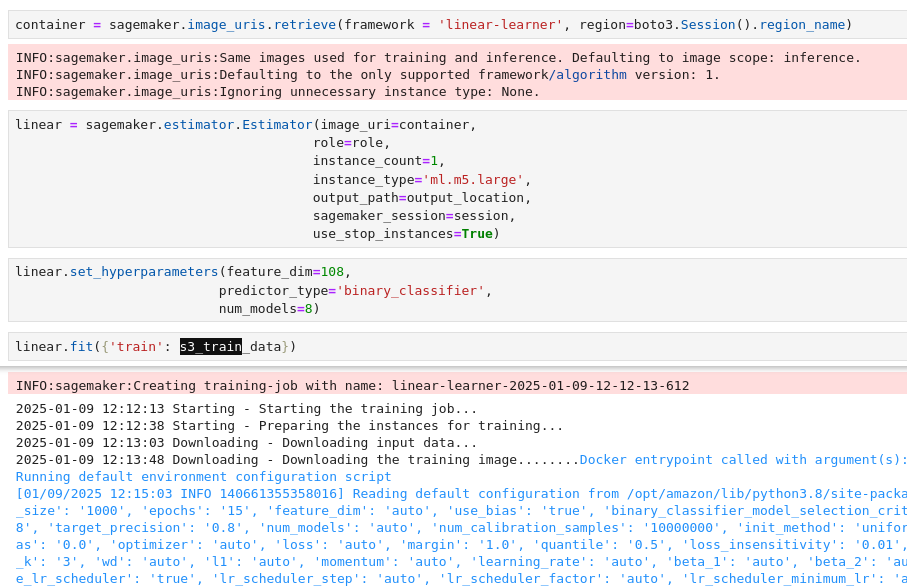 container = sagemaker.image_uris.retrieve(framework = 'linear-learner', region=boto3.Session().region_name)
INFO:sagemaker.image_uris:Same images used for training and inference. Defaulting to image scope: inference.
INFO:sagemaker.image_uris:Defaulting to the only supported framework/algorithm version: 1.
INFO:sagemaker.image_uris:Ignoring unnecessary instance type: None.
linear = sagemaker.estimator.Estimator(image_uri=container,
role=role,
instance_count=1,
instance_type='ml.m5.large',
output_path=output_location,
sagemaker_session=session,
use_stop_instances=True)
linear.set_hyperparameters(feature_dim=108,
predictor_type='binary_classifier',
num_models=8)
linear.fit({'train': s3_train_data})
INFO:sagemaker:Creating training-job with name: linear-learner-2025-01-09-12-12-13-612
2025-01-09 12:12:13 Starting - Starting the training job...
2025-01-09 12:12:38 Starting - Preparing the instances for training...
2025-01-09 12:13:03 Downloading - Downloading input data...
2025-01-09 12:13:48 Downloading - Downloading the training image........Docker entrypoint called with argument(s):
Running default environment configuration script
[01/09/2025 12:15:03 INFO 140661355358016] Reading default configuration from /opt/amazon/lib/python3.8/site-packa
_size': '1000', 'epochs': '15', 'feature_dim': 'auto', 'use_bias': 'true', 'binary_classifier_model_selection_crit
8', 'target_precision': '0.8', 'num_models': 'auto', 'num_calibration_samples': '10000000', 'init_method': 'unifor
as': '0.0', 'optimizer': 'auto', 'loss': 'auto', 'margin': '1.0', 'quantile': '0.5', 'loss_insensitivity': '0.01',
_k': '3', 'wd': 'auto', 'l1': 'auto', 'momentum': 'auto', 'learning_rate': 'auto', 'beta_1': 'auto', 'beta_2': 'au
e_lr_scheduler': 'true', 'lr_scheduler_step': 'auto', 'lr_scheduler_factor': 'auto', 'lr_scheduler_minimum_lr': 'a